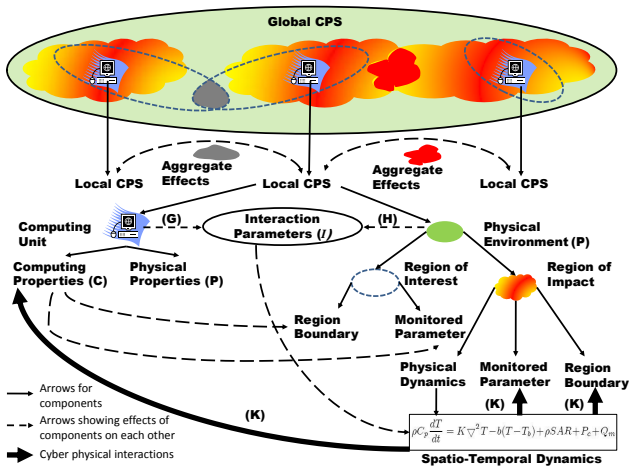 Global CPS
Local CPS
Aggregate
Effects
Local CPS
Aggregate
Effects
Local CPS
Computing
Unit
(G)
Interaction
Parameters (I)
(H)
Physical
Environment (P)
Computing
Properties (C)
Physical
Properties (P)
Region of
Interest
Region of
Impact
Region
Boundary
Monitored
Parameter
Physical
Dynamics
Monitored
Parameter
Region
Boundary
(K)
(K)
(K)
Arrows for
components
Arrows showing effects of
components on each other
Cyber physical interactions
ρC_p dT/dt = K▽²T−b(T−T_b)+ρSAR+P_c+Q_m
Spatio-Temporal Dynamics